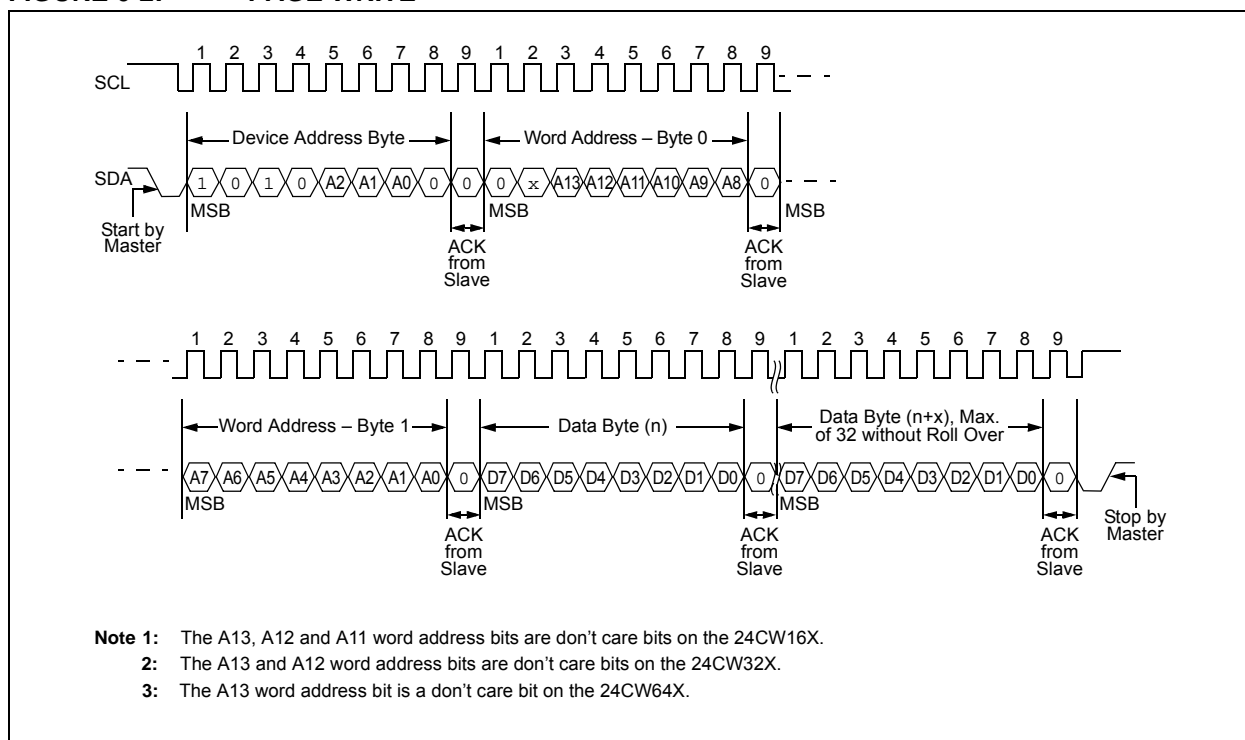 1 2 3 4 5 6 7 8 9 1 2 3 4 5 6 7 8 9
SCL
Device Address Byte Word Address – Byte 0
SDA 1 0 1 0 A2 A1 A0 0 0 0 x A13 A12 A11 A10 A9 A8 0
MSB MSB MSB
Start by
Master
ACK
from
Slave
ACK
from
Slave
1 2 3 4 5 6 7 8 9 1 2 3 4 5 6 7 8 9 1 2 3 4 5 6 7 8 9
Word Address – Byte 1 Data Byte (n) Data Byte (n+x), Max.
of 32 without Roll Over
A7 A6 A5 A4 A3 A2 A1 A0 0 D7 D6 D5 D4 D3 D2 D1 D0 0 D7 D6 D5 D4 D3 D2 D1 D0 0
MSB MSB MSB
ACK
from
Slave
ACK
from
Slave
ACK
from
Slave
Stop by
Master
Note 1: The A13, A12 and A11 word address bits are don't care bits on the 24CW16X.
2: The A13 and A12 word address bits are don't care bits on the 24CW32X.
3: The A13 word address bit is a don't care bit on the 24CW64X.